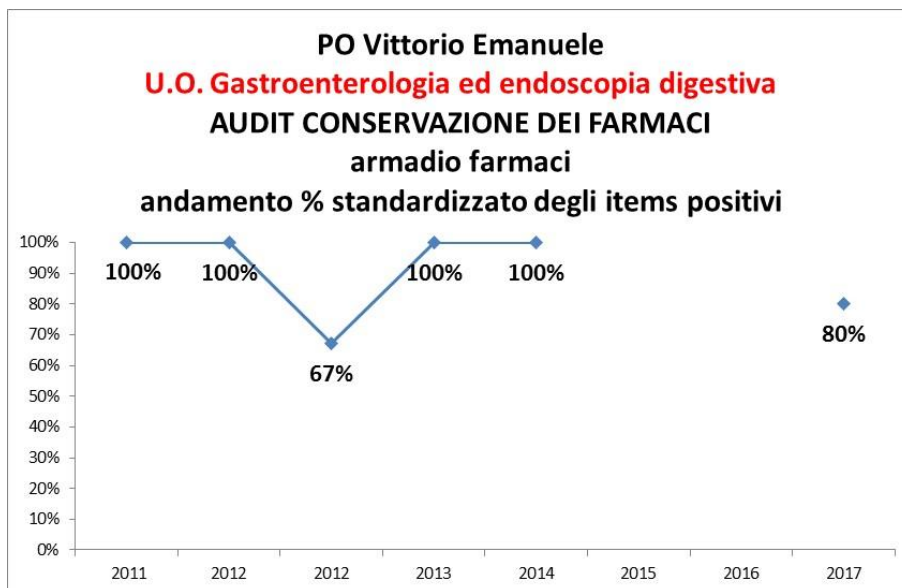 PO Vittorio Emanuele
U.O. Gastroenterologia ed endoscopia digestiva
AUDIT CONSERVAZIONE DEI FARMACI
armadio farmaci
andamento % standardizzato degli items positivi
100%
90%
80%
70%
60%
50%
40%
30%
20%
10%
0%
100%
100%
67%
100%
100%
80%
2011 2012 2012 2013 2014 2015 2016 2017